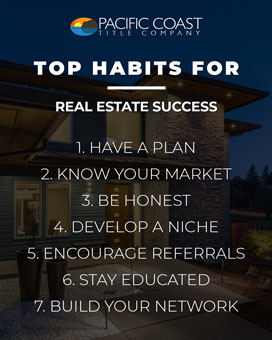 PACIFIC COAST
TITLE COMPANY
TOP HABITS FOR
REAL ESTATE SUCCESS
1. HAVE A PLAN
2. KNOW YOUR MARKET
3. BE HONEST
4. DEVELOP A NICHE
5. ENCOURAGE REFERRALS
6. STAY EDUCATED
7. BUILD YOUR NETWORK